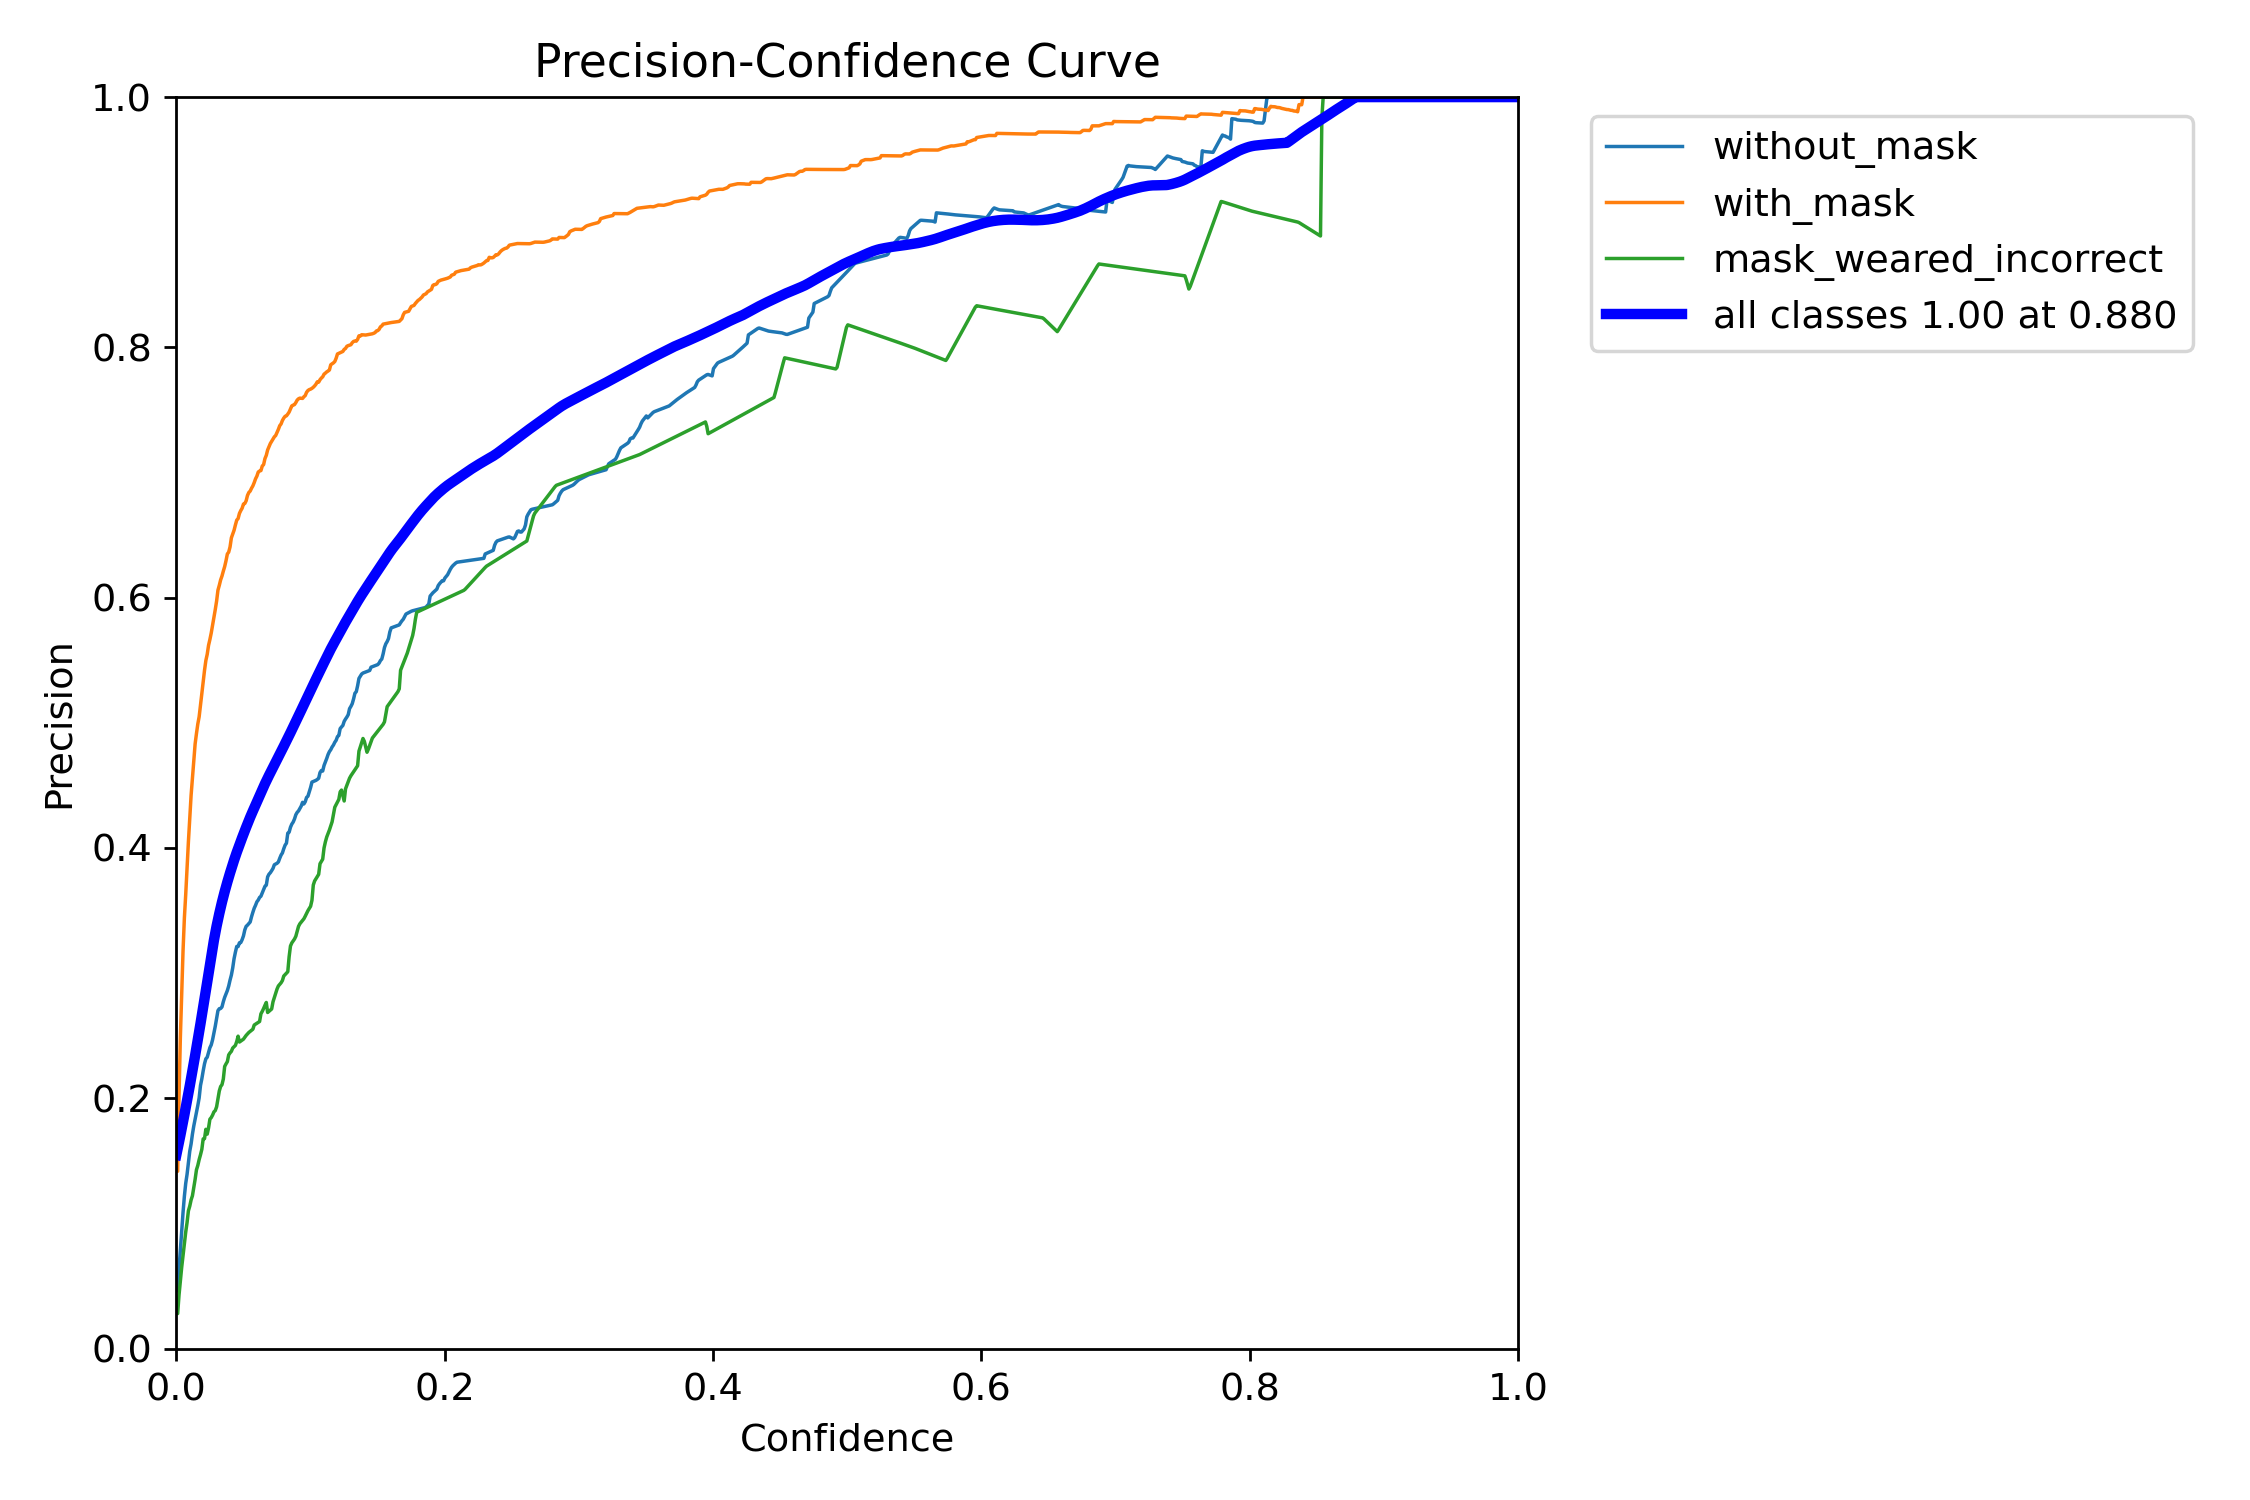 Precision-Confidence Curve
1.0
0.8
0.6
0.4
0.2
0.0
Precision
0.0 0.2 0.4 0.6 0.8 1.0
Confidence
without_mask
with_mask
mask_weared_incorrect
all classes 1.00 at 0.880